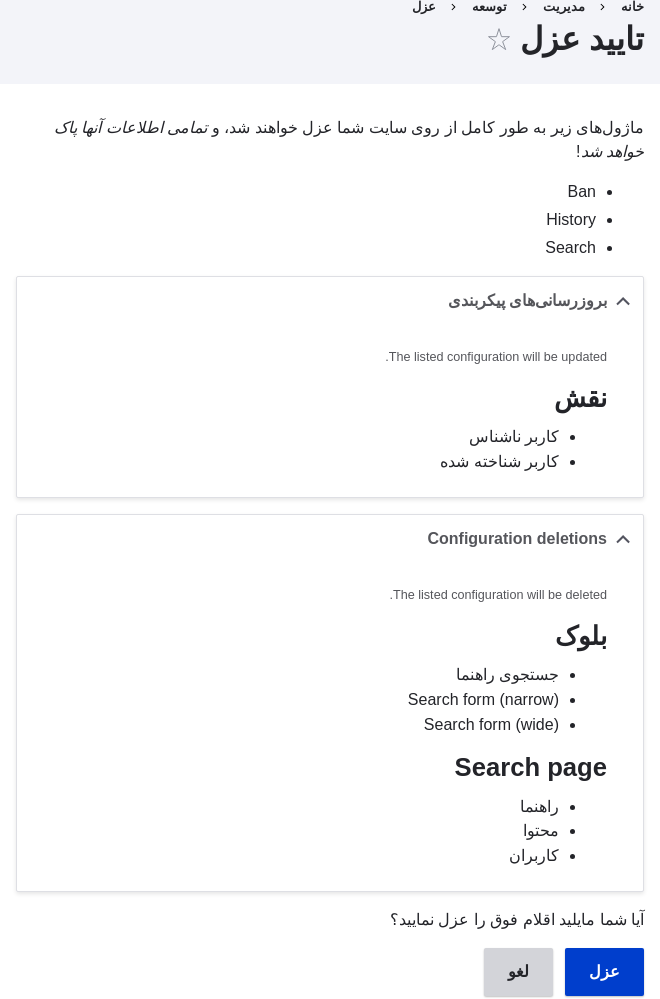 خانه › مدیریت › توسعه › عزل
تایید عزل ☆
ماژول‌های زیر به طور کامل از روی سایت شما عزل خواهند شد، و تمامی اطلاعات آنها پاک
خواهد شد!
Ban
History
Search
بروزرسانی‌های پیکربندی
The listed configuration will be updated.
نقش
کاربر ناشناس
کاربر شناخته شده
Configuration deletions
The listed configuration will be deleted.
بلوک
جستجوی راهنما
Search form (narrow)
Search form (wide)
Search page
راهنما
محتوا
کاربران
آیا شما مایلید اقلام فوق را عزل نمایید؟
عزل لغو